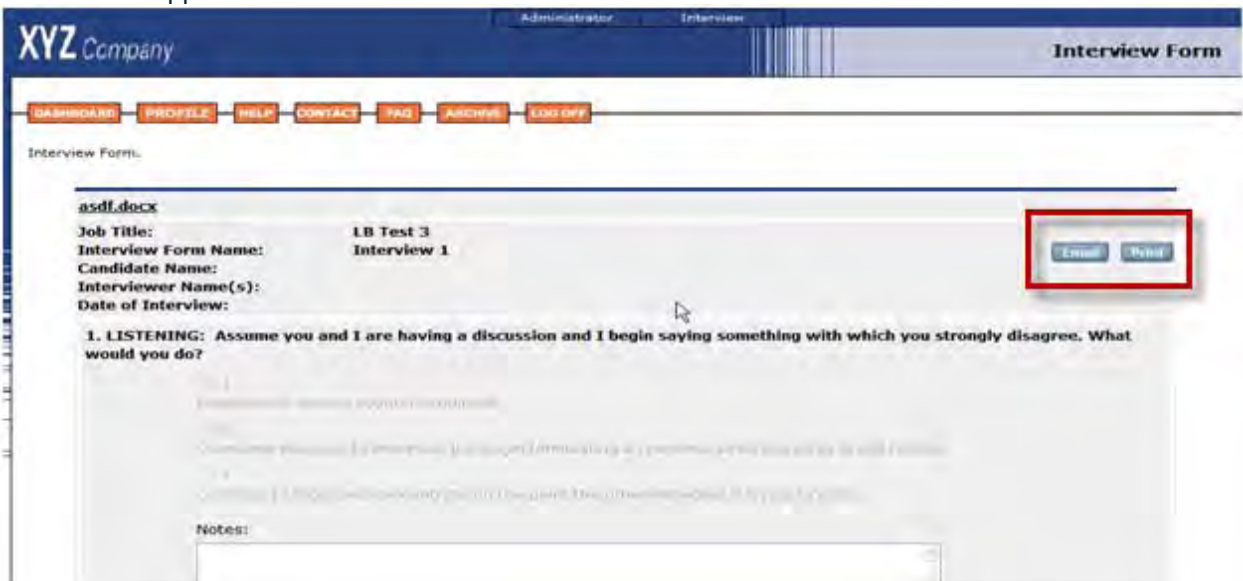 Administrator Interview
XYZ Company
Interview Form
DASHBOARD PROFILE HELP CONTACT FAQ ARCHIVE LOG OFF
Interview Form.
asdf.docx
Job Title: LB Test 3
Interview Form Name: Interview 1
Email Print
Candidate Name:
Interviewer Name(s):
Date of Interview:
1. LISTENING: Assume you and I are having a discussion and I begin saying something with which you strongly disagree. What
would you do?
Notes: